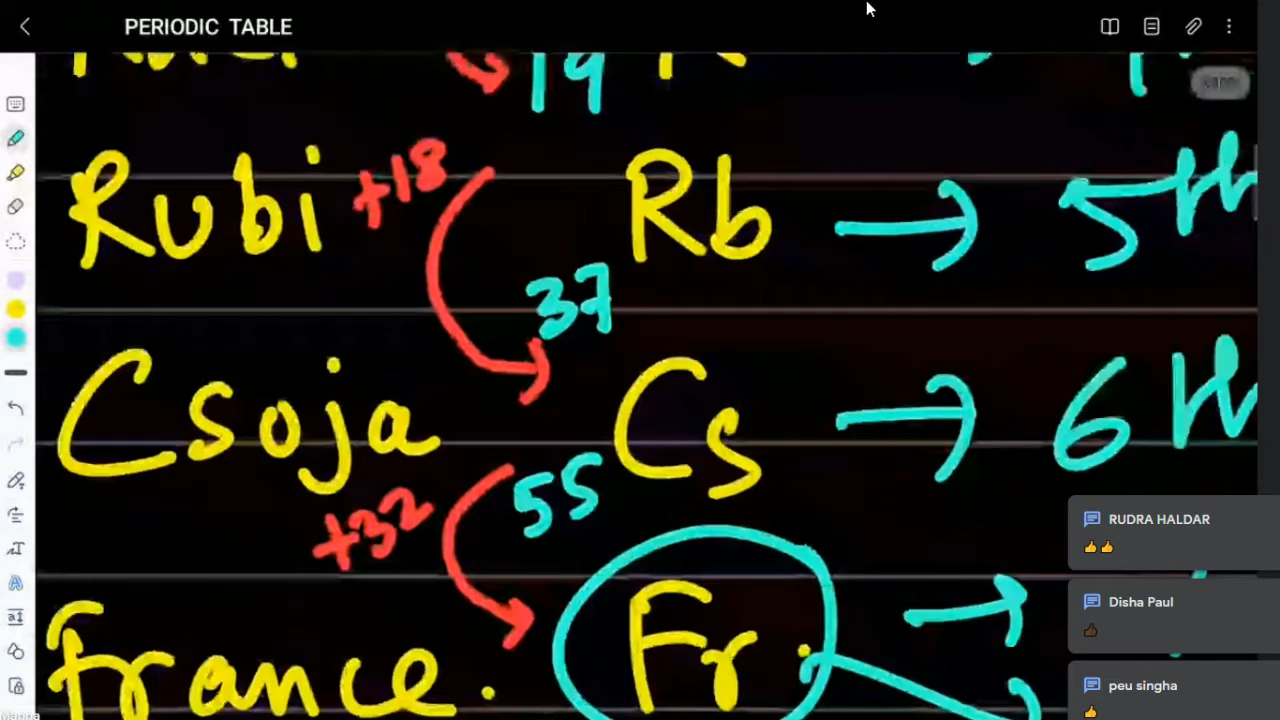 PERIODIC TABLE
19
Rubi +18 Rb → 5th
37
Csoja Cs → 6th
+32 55
France. Fr →
RUDRA HALDAR
👍👍
Disha Paul
👍🏿
peu singha
👍